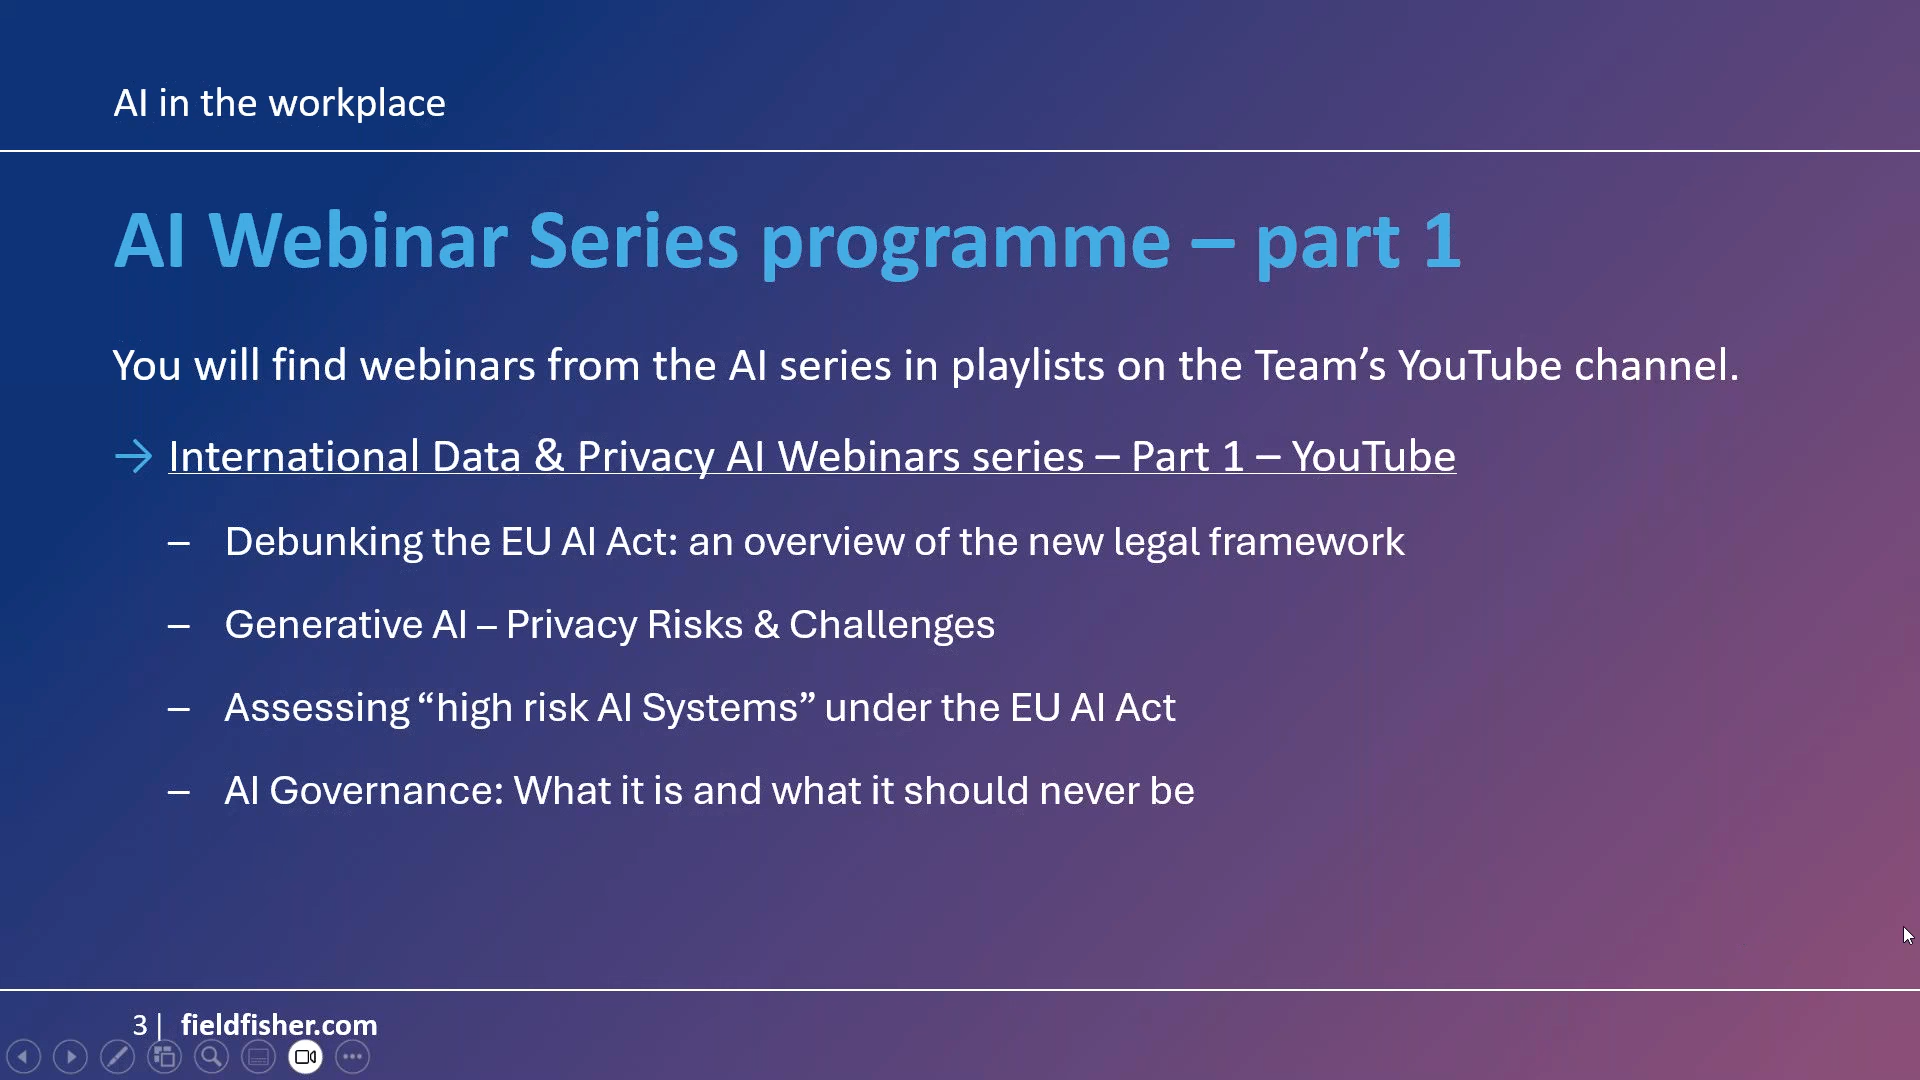 AI in the workplace
AI Webinar Series programme – part 1
You will find webinars from the AI series in playlists on the Team’s YouTube channel.
→ International Data & Privacy AI Webinars series – Part 1 – YouTube
– Debunking the EU AI Act: an overview of the new legal framework
– Generative AI – Privacy Risks & Challenges
– Assessing “high risk AI Systems” under the EU AI Act
– AI Governance: What it is and what it should never be
3 | fieldfisher.com